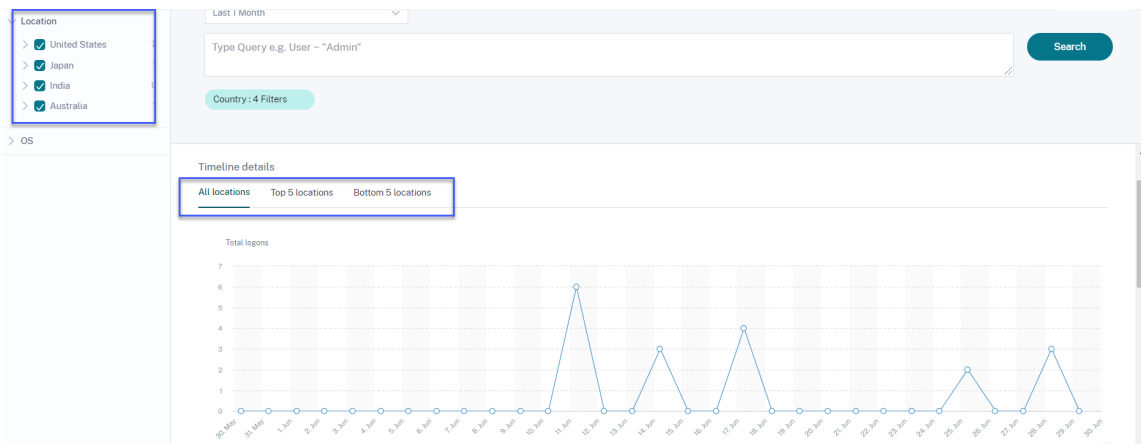 Location
United States 7
Japan
India
Australia
OS
Last 1 Month
Type Query e.g. User ~ "Admin"
Search
Country : 4 Filters
Timeline details
All locations Top 5 locations Bottom 5 locations
Total logons
7
6
5
4
3
2
1
0
30. May 31. May 1. Jun 2. Jun 3. Jun 4. Jun 5. Jun 6. Jun 7. Jun 8. Jun 9. Jun 10. Jun 11. Jun 12. Jun 13. Jun 14. Jun 15. Jun 16. Jun 17. Jun 18. Jun 19. Jun 20. Jun 21. Jun 22. Jun 23. Jun 24. Jun 25. Jun 26. Jun 27. Jun 28. Jun 29. Jun 30. Jun